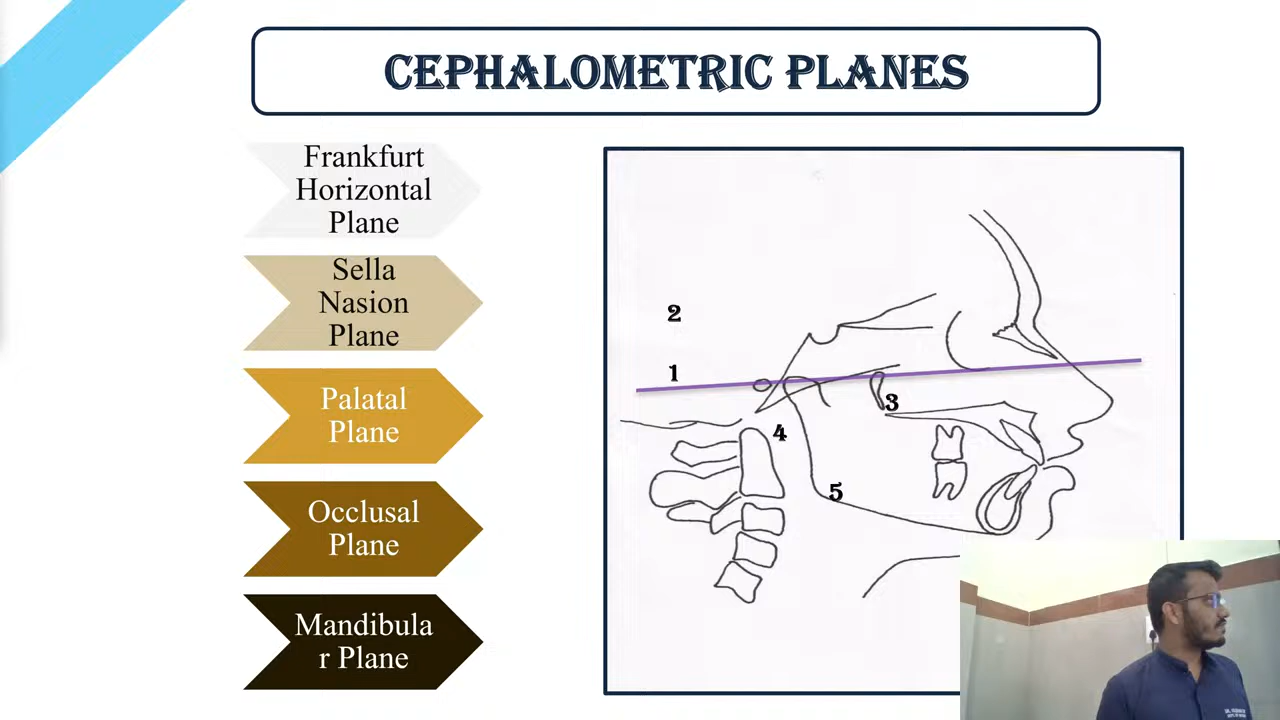 CEPHALOMETRIC PLANES
Frankfurt
Horizontal
Plane
Sella
Nasion
Plane
Palatal
Plane
Occlusal
Plane
Mandibula
r Plane
2
1
3
4
5